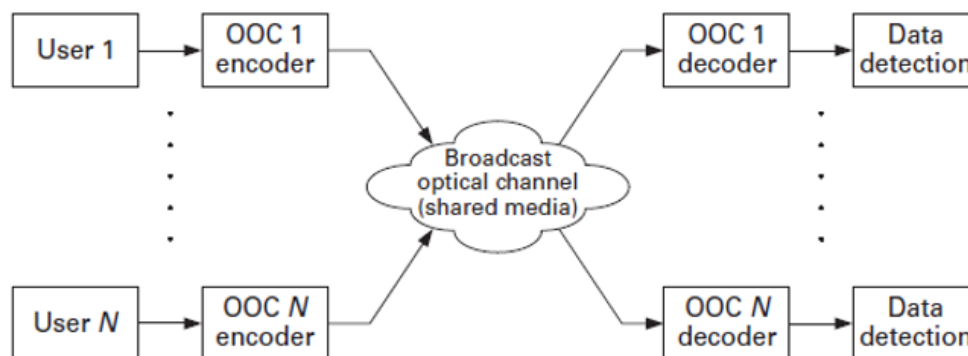 User 1
OOC 1
encoder
OOC 1
decoder
Data
detection
Broadcast
optical channel
(shared media)
User N
OOC N
encoder
OOC N
decoder
Data
detection